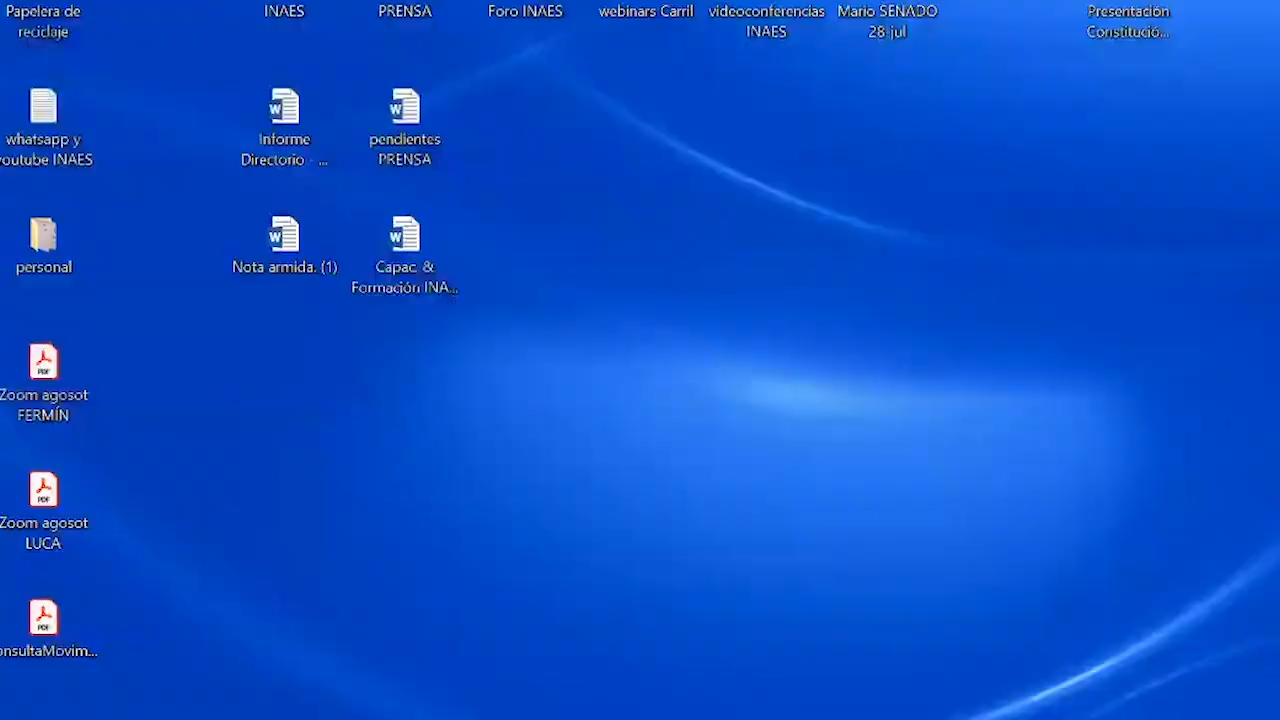 Papelera de
reciclaje
INAES
PRENSA
Foro INAES
webinars Carril
videoconferencias
INAES
Mario SENADO
28 jul
Presentación
Constitució...
whatsapp y
youtube INAES
Informe
Directorio - ...
pendientes
PRENSA
personal
Nota armida. (1)
Capac. &
Formación INA...
Zoom agosot
FERMÍN
Zoom agosot
LUCA
onsultaMovim...